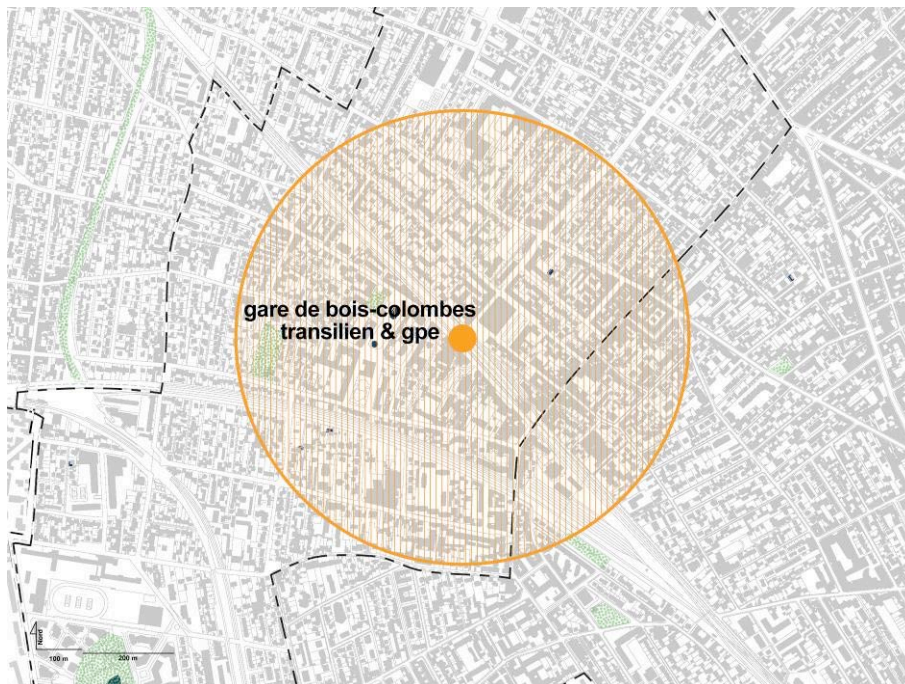 gare de bois-colombes
transilien & gpe
Nord
100 m
200 m